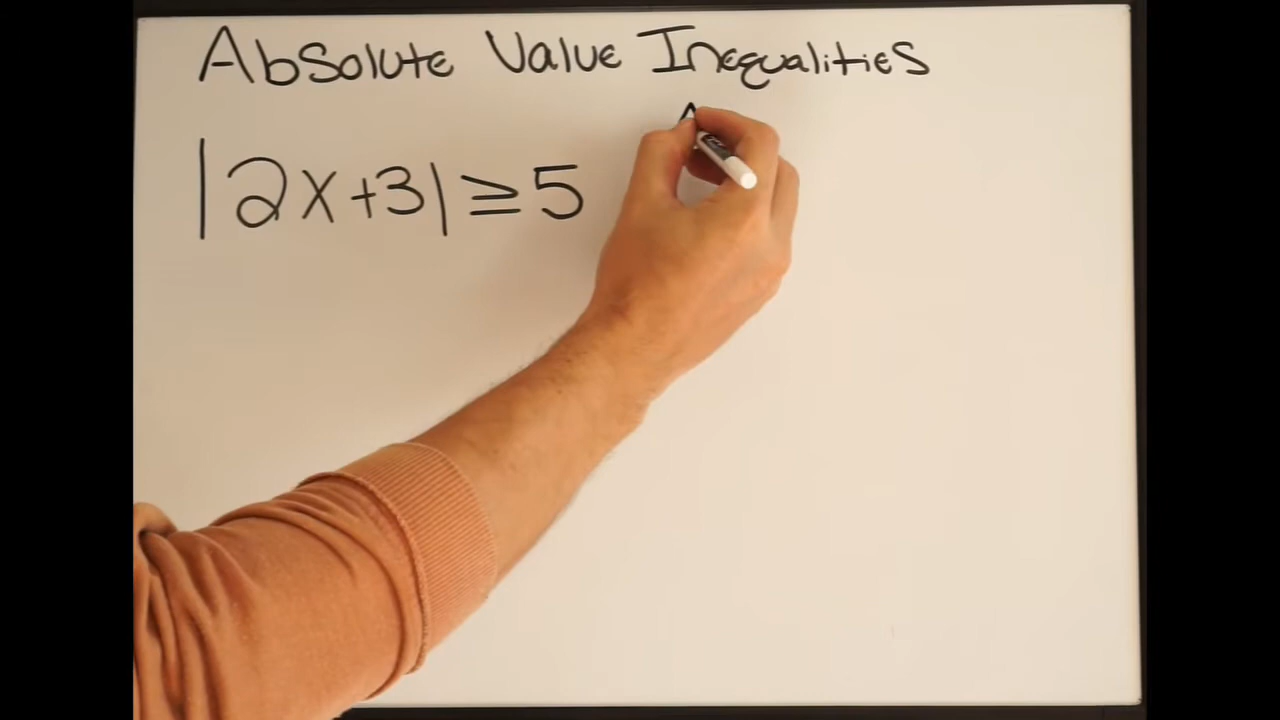 Absolute Value Inequalities
|2x+3| ≥ 5